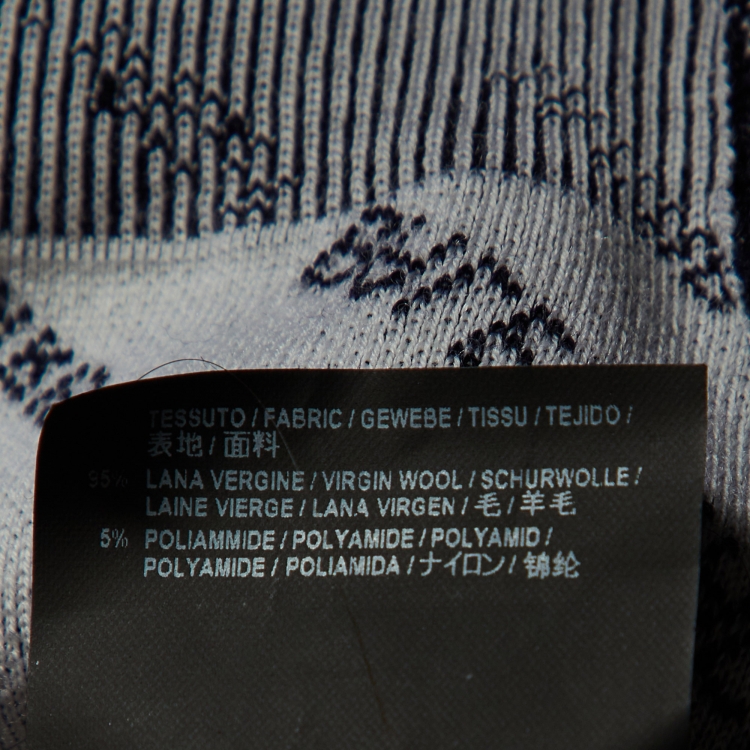 TESSUTO / FABRIC / GEWEBE / TISSU / TEJIDO /
表地 / 面料
95% LANA VERGINE / VIRGIN WOOL / SCHURWOLLE /
LAINE VIERGE / LANA VIRGEN / 毛 / 羊毛
5% POLIAMMIDE / POLYAMIDE / POLYAMID /
POLYAMIDE / POLIAMIDA / ナイロン / 锦纶